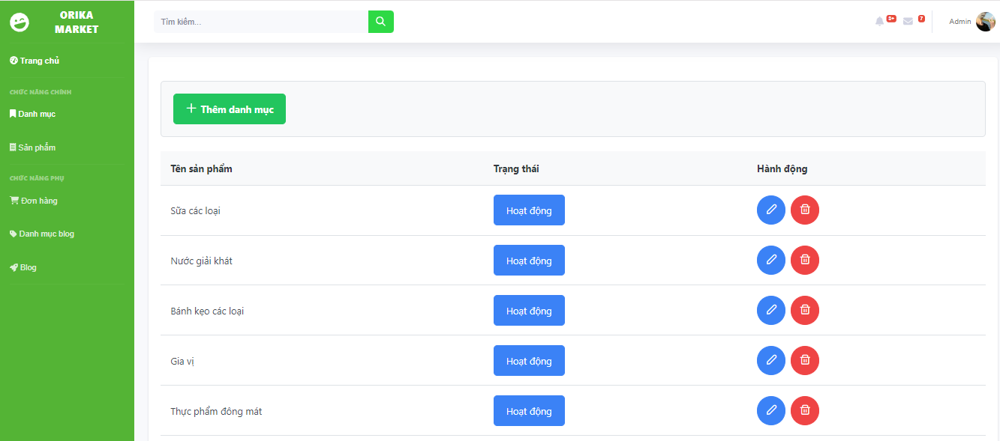 ORIKA
MARKET
Tìm kiếm...
3+
7
Admin
Trang chủ
CHỨC NĂNG CHÍNH
Danh mục
Sản phẩm
CHỨC NĂNG PHỤ
Đơn hàng
Danh mục blog
Blog
Thêm danh mục
Tên sản phẩm Trạng thái Hành động
Sữa các loại Hoạt động
Nước giải khát Hoạt động
Bánh kẹo các loại Hoạt động
Gia vị Hoạt động
Thực phẩm đông mát Hoạt động